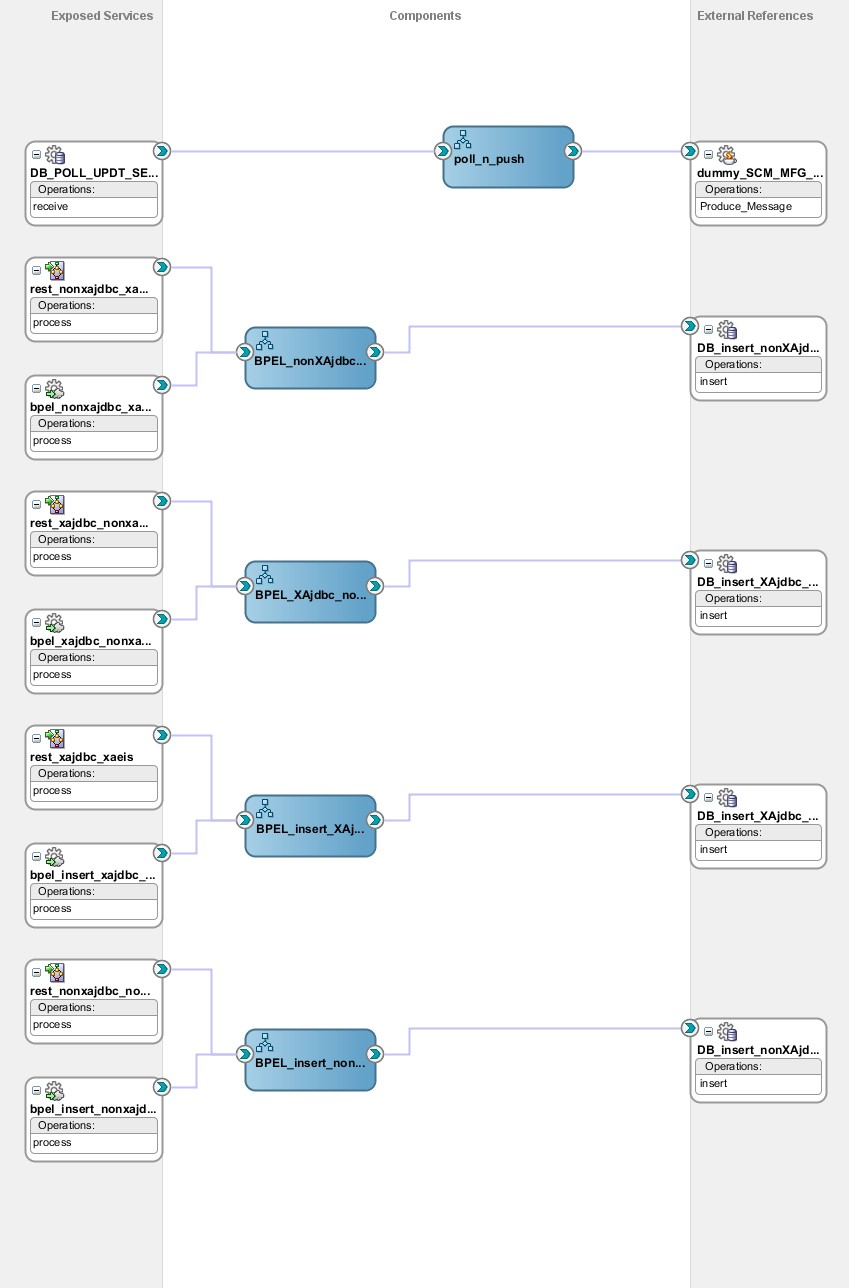 Exposed Services
Components
External References
DB_POLL_UPDT_SE...
Operations:
receive
poll_n_push
dummy_SCM_MFG_...
Operations:
Produce_Message
rest_nonxajdbc_xa...
Operations:
process
bpel_nonxajdbc_xa...
Operations:
process
BPEL_nonXAjdbc...
DB_insert_nonXAjd...
Operations:
insert
rest_xajdbc_nonxa...
Operations:
process
bpel_xajdbc_nonxa...
Operations:
process
BPEL_XAjdbc_no...
DB_insert_XAjdbc_...
Operations:
insert
rest_xajdbc_xaeis
Operations:
process
bpel_insert_xajdbc_...
Operations:
process
BPEL_insert_XAj...
DB_insert_XAjdbc_...
Operations:
insert
rest_nonxajdbc_no...
Operations:
process
bpel_insert_nonxajd...
Operations:
process
BPEL_insert_non...
DB_insert_nonXAjd...
Operations:
insert